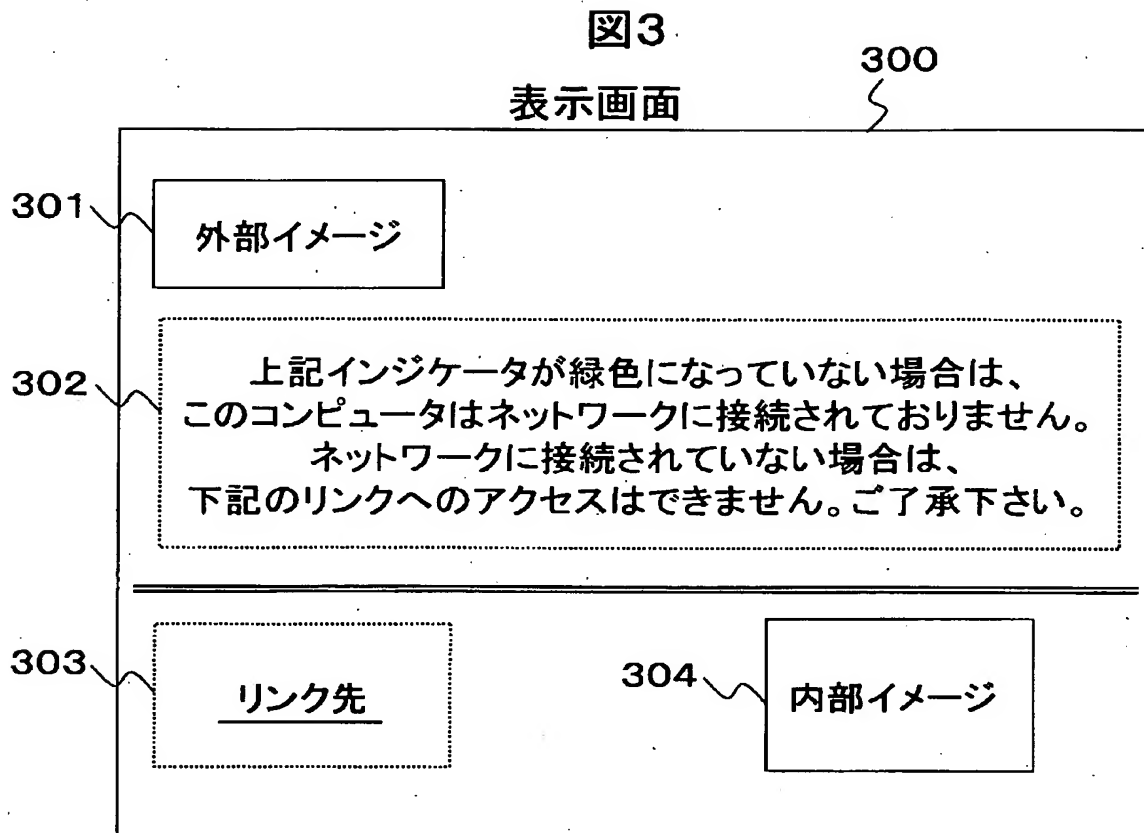 図3
300
表示画面
301
外部イメージ
302
上記インジケータが緑色になっていない場合は、
このコンピュータはネットワークに接続されておりません。
ネットワークに接続されていない場合は、
下記のリンクへのアクセスはできません。ご了承下さい。
303
リンク先
304
内部イメージ